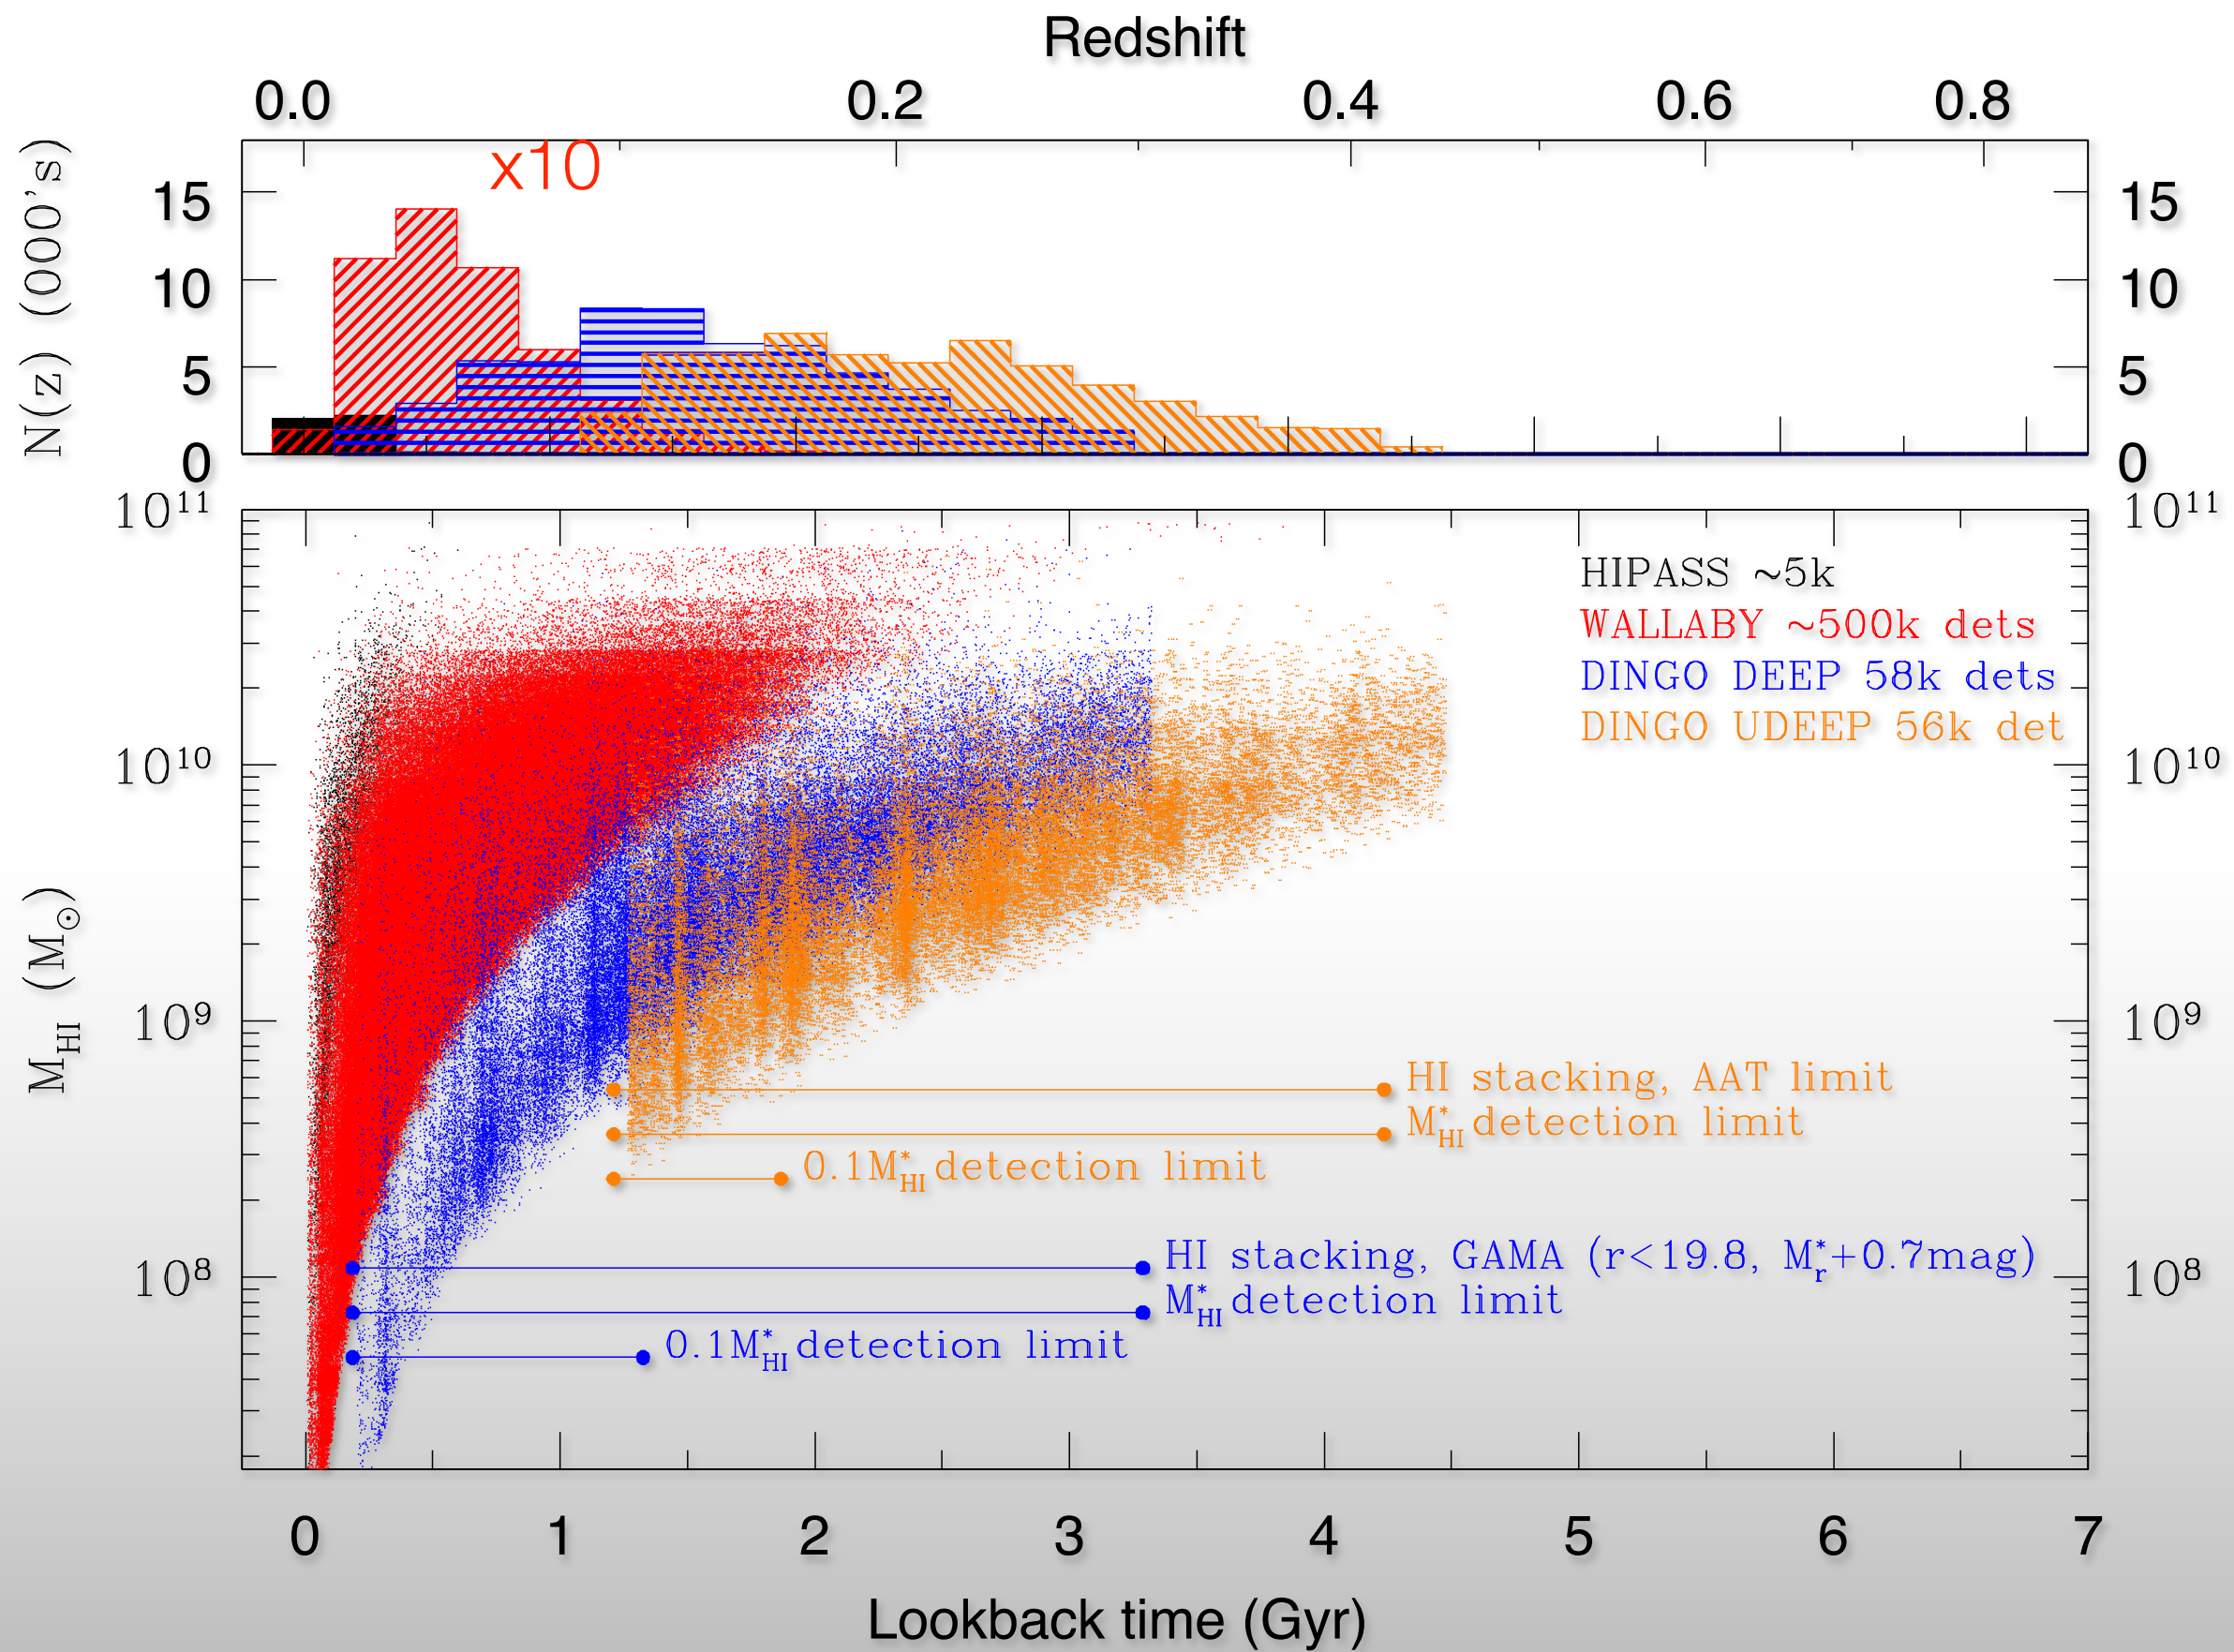 Redshift
0.0 0.2 0.4 0.6 0.8
x10
N(z) (000's)
15 15
10 10
5 5
0 0
10¹¹ 10¹¹
HIPASS ~5k
WALLABY ~500k dets
DINGO DEEP 58k dets
DINGO UDEEP 56k det
10¹⁰ 10¹⁰
M_HI (M_⊙)
10⁹ 10⁹
HI stacking, AAT limit
M*_HI detection limit
0.1M*_HI detection limit
HI stacking, GAMA (r<19.8, M*_r+0.7mag)
10⁸ 10⁸
M*_HI detection limit
0.1M*_HI detection limit
0 1 2 3 4 5 6 7
Lookback time (Gyr)